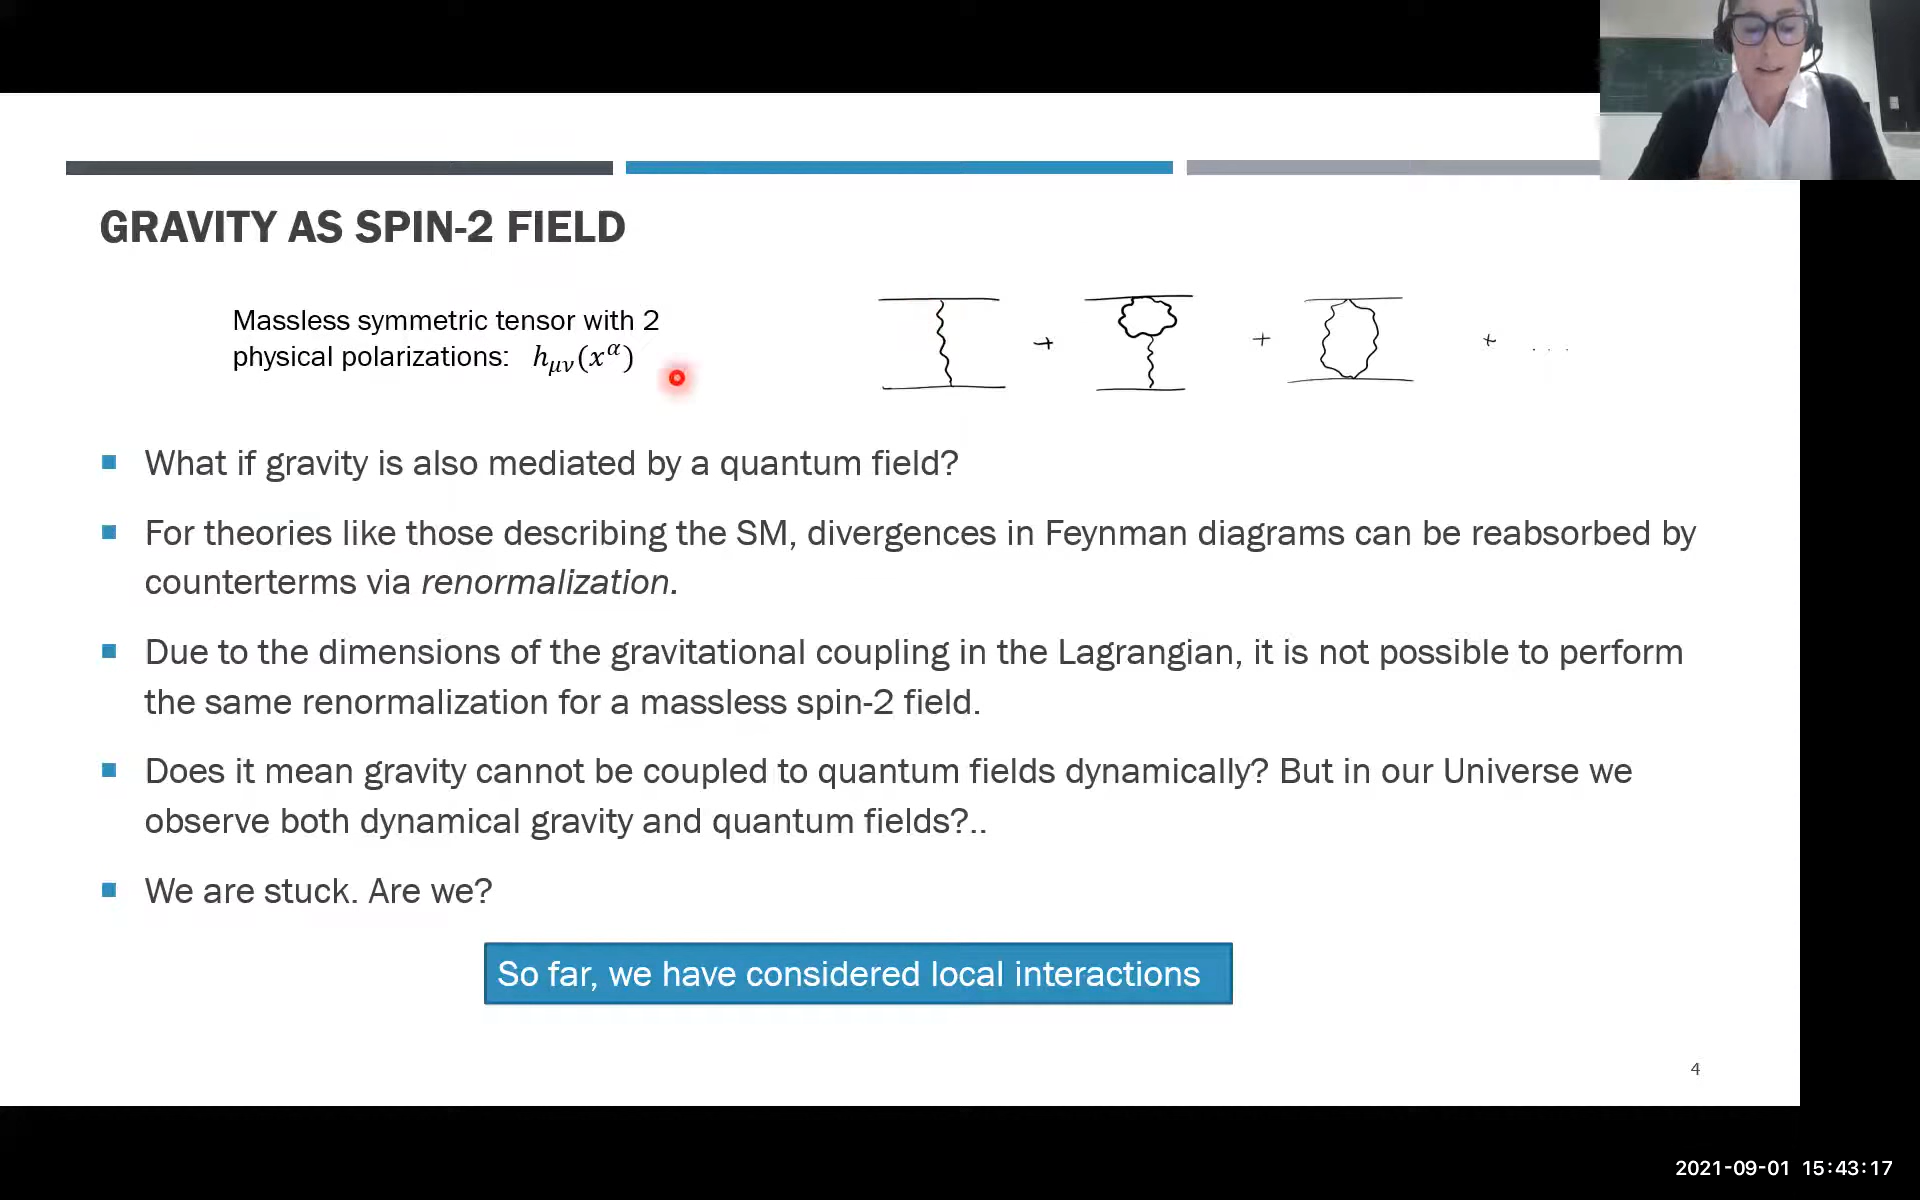 GRAVITY AS SPIN-2 FIELD
Massless symmetric tensor with 2
physical polarizations: hμν(xα)
+ + + ...
■ What if gravity is also mediated by a quantum field?
■ For theories like those describing the SM, divergences in Feynman diagrams can be reabsorbed by
counterterms via renormalization.
■ Due to the dimensions of the gravitational coupling in the Lagrangian, it is not possible to perform
the same renormalization for a massless spin-2 field.
■ Does it mean gravity cannot be coupled to quantum fields dynamically? But in our Universe we
observe both dynamical gravity and quantum fields?..
■ We are stuck. Are we?
So far, we have considered local interactions
4
2021-09-01 15:43:17